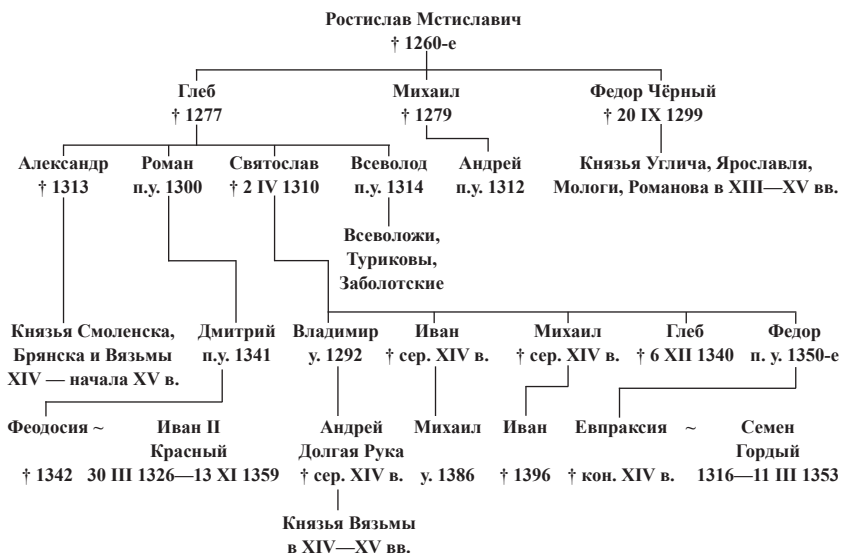 Ростислав Мстиславич
† 1260-е
Глеб Михаил Федор Чёрный
† 1277 † 1279 † 20 IX 1299
Александр Роман Святослав Всеволод Андрей Князья Углича, Ярославля,
† 1313 п.у. 1300 † 2 IV 1310 п.у. 1314 п.у. 1312 Мологи, Романова в XIII—XV вв.
Всеволожи,
Туриковы,
Заболотские
Князья Смоленска, Дмитрий Владимир Иван Михаил Глеб Федор
Брянска и Вязьмы п.у. 1341 у. 1292 † сер. XIV в. † сер. XIV в. † 6 XII 1340 п. у. 1350-е
XIV — начала XV в.
Феодосия ~ Иван II Андрей Михаил Иван Евпраксия ~ Семен
Красный Долгая Рука Гордый
† 1342 30 III 1326—13 XI 1359 † сер. XIV в. у. 1386 † 1396 † кон. XIV в. 1316—11 III 1353
Князья Вязьмы
в XIV—XV вв.